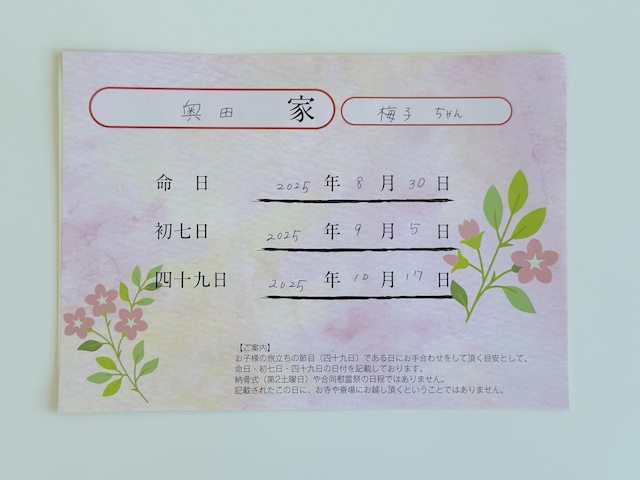 奥田 家 梅子 ちゃん
命 日 2025 年 8 月 30 日
初七日 2025 年 9 月 5 日
四十九日 2025 年 10 月 17 日
【ご案内】
お子様の旅立ちの節目（四十九日）である日にお手合わせをして頂く目安として、
命日・初七日・四十九日の日付を記載しております。
納骨式（第2土曜日）や合同慰霊祭の日程ではありません。
記載されたこの日に、お寺や斎場にお越し頂くということではありません。